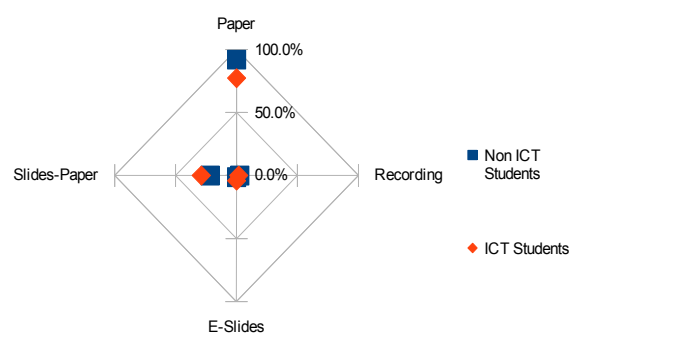 Paper
100.0%
50.0%
Slides-Paper
0.0%
Recording
E-Slides
Non ICT
Students
ICT Students